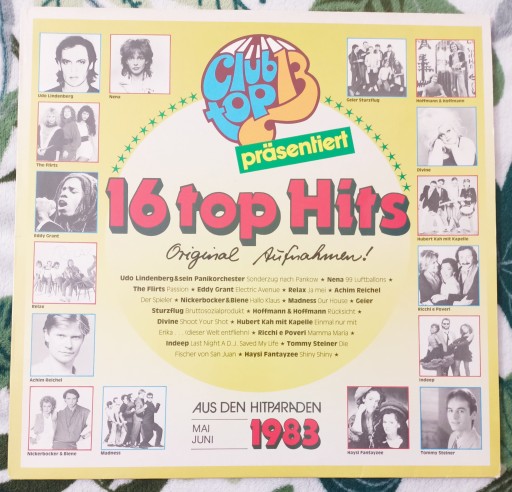 Club
top 13
präsentiert
16 top Hits
Original Aufnahmen!
Udo Lindenberg & sein Panikorchester Sonderzug nach Pankow ★ Nena 99 Luftballons ★
The Flirts Passion ★ Eddy Grant Electric Avenue ★ Relax Ja mei ★ Achim Reichel
Der Spieler ★ Nickerbocker & Biene Hallo Klaus ★ Madness Our House ★ Geier
Sturzflug Bruttosozialprodukt ★ Hoffmann & Hoffmann Rücksicht ★
Divine Shoot Your Shot ★ Hubert Kah mit Kapelle Einmal nur mit
Erika . . . (dieser Welt entfliehn) ★ Ricchi e Poveri Mamma Maria ★
Indeep Last Night A D.J. Saved My Life ★ Tommy Steiner Die
Fischer von San Juan ★ Haysi Fantayzee Shiny Shiny ★
AUS DEN HITPARADEN
MAI
JUNI
1983
Udo Lindenberg
Nena
The Flirts
Eddy Grant
Relax
Achim Reichel
Nickerbocker & Biene
Madness
Geier Sturzflug
Hoffmann & Hoffmann
Divine
Hubert Kah mit Kapelle
Ricchi e Poveri
Indeep
Haysi Fantayzee
Tommy Steiner